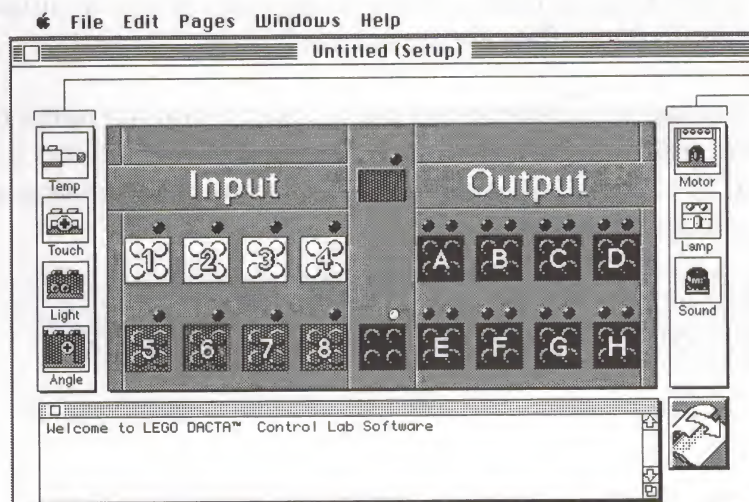 File Edit Pages Windows Help
Untitled (Setup)
Temp
Touch
Light
Angle
Input
Output
1 2 3 4
A B C D
5 6 7 8
E F G H
Motor
Lamp
Sound
Welcome to LEGO DACTA™ Control Lab Software